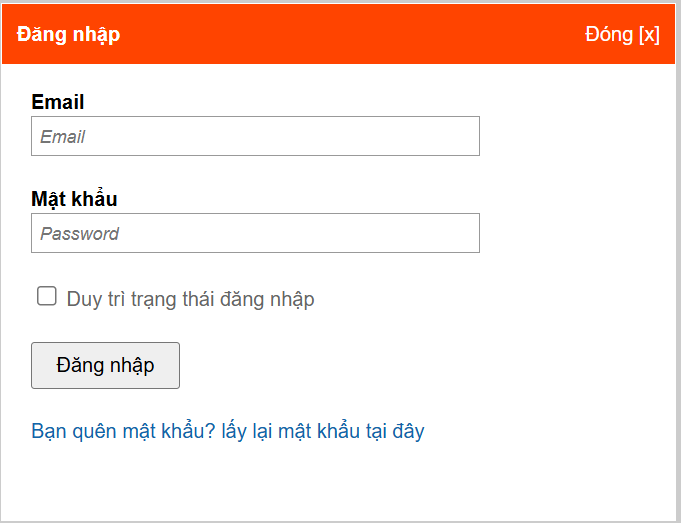 Đăng nhập Đóng [x]
Email
Email
Mật khẩu
Password
Duy trì trạng thái đăng nhập
Đăng nhập
Bạn quên mật khẩu? lấy lại mật khẩu tại đây